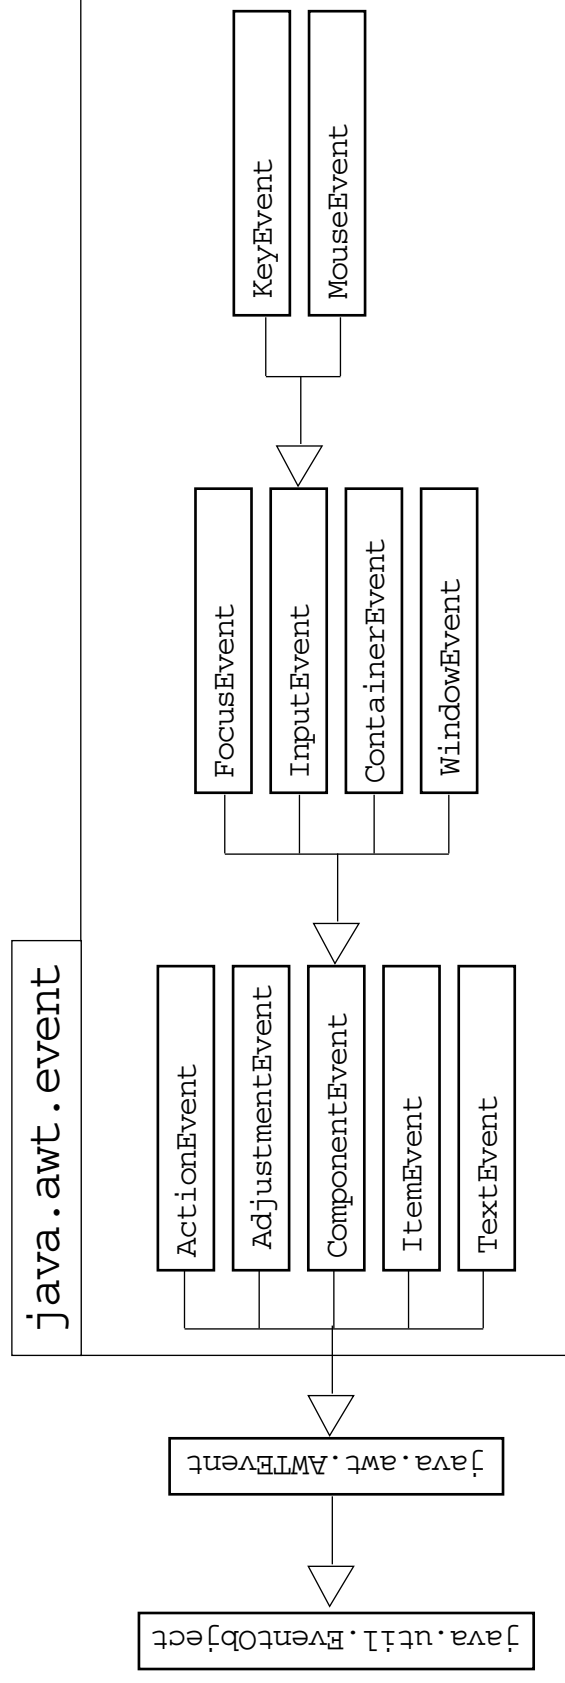 java.awt.event
java.util.EventObject
java.awt.AWTEvent
ActionEvent
AdjustmentEvent
ComponentEvent
ItemEvent
TextEvent
FocusEvent
InputEvent
ContainerEvent
WindowEvent
KeyEvent
MouseEvent